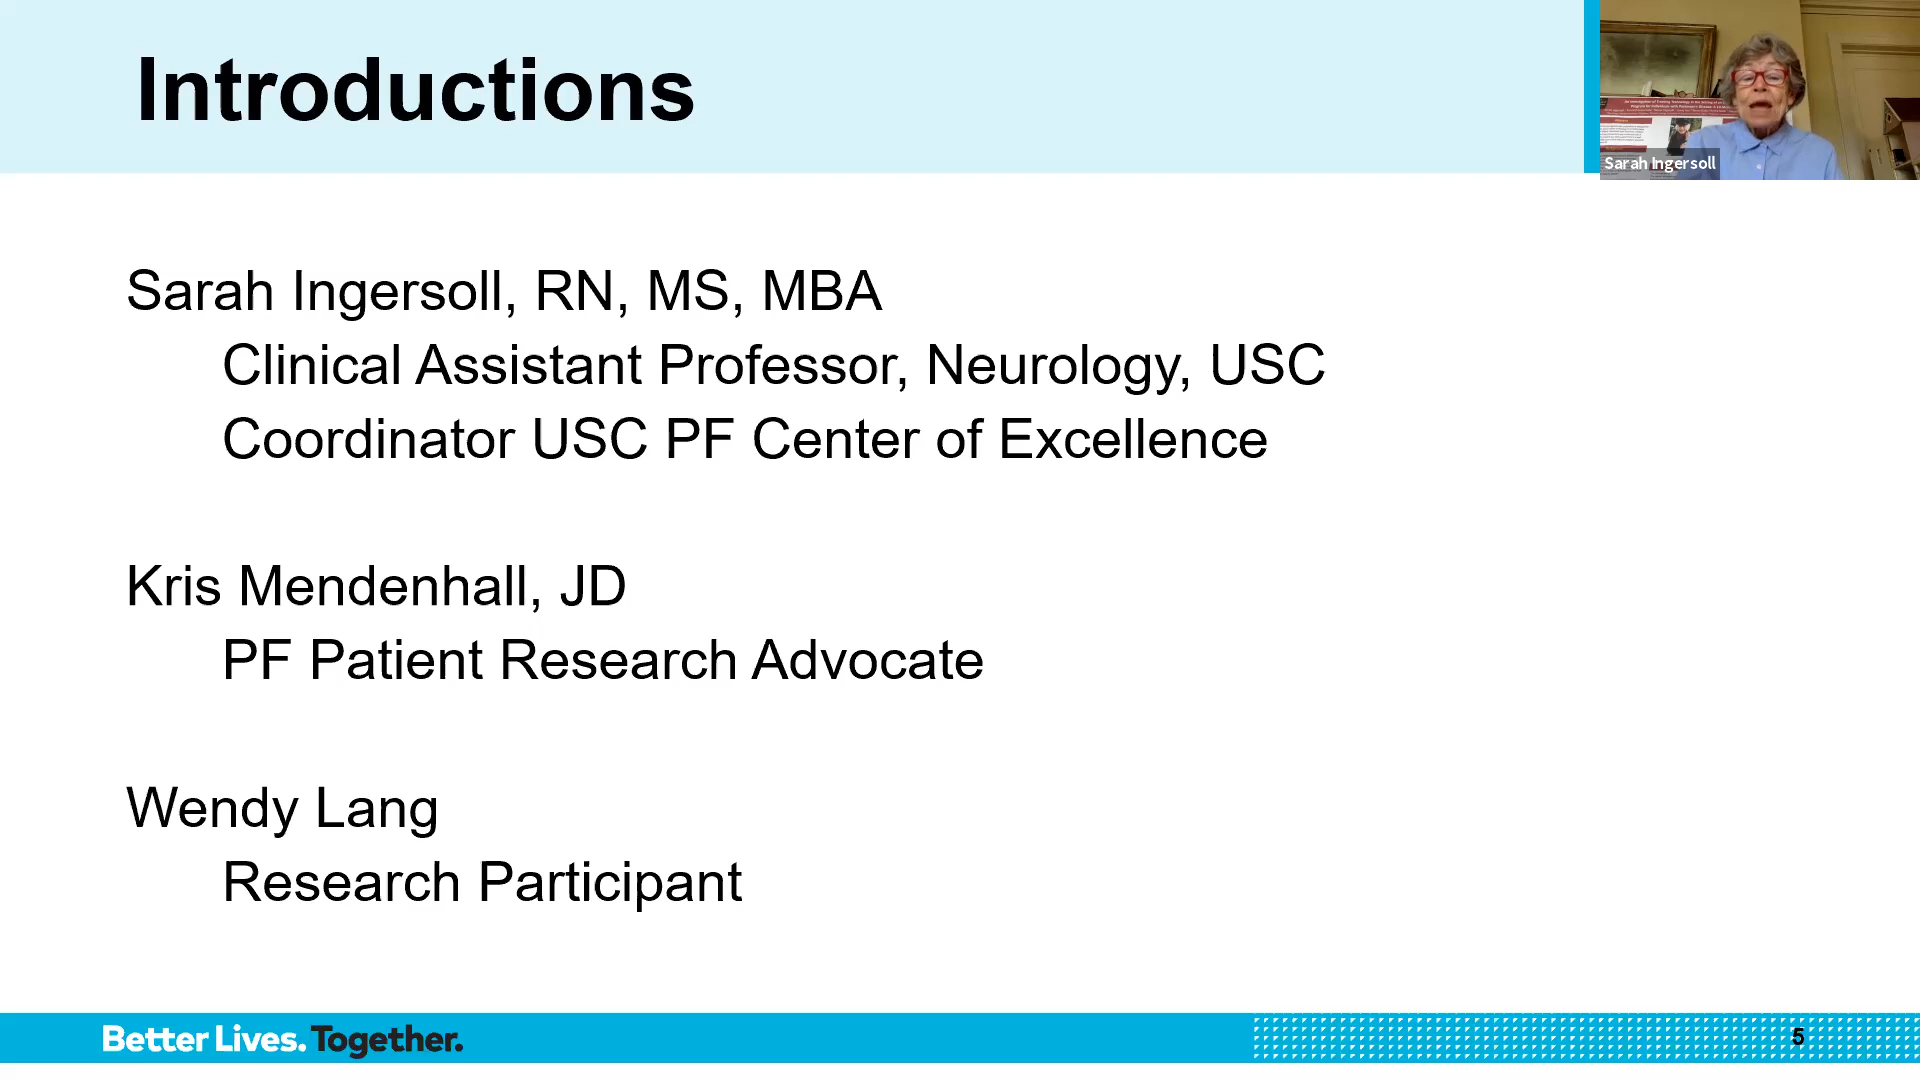 Introductions
Sarah Ingersoll
Sarah Ingersoll, RN, MS, MBA
Clinical Assistant Professor, Neurology, USC
Coordinator USC PF Center of Excellence
Kris Mendenhall, JD
PF Patient Research Advocate
Wendy Lang
Research Participant
Better Lives. Together.
5